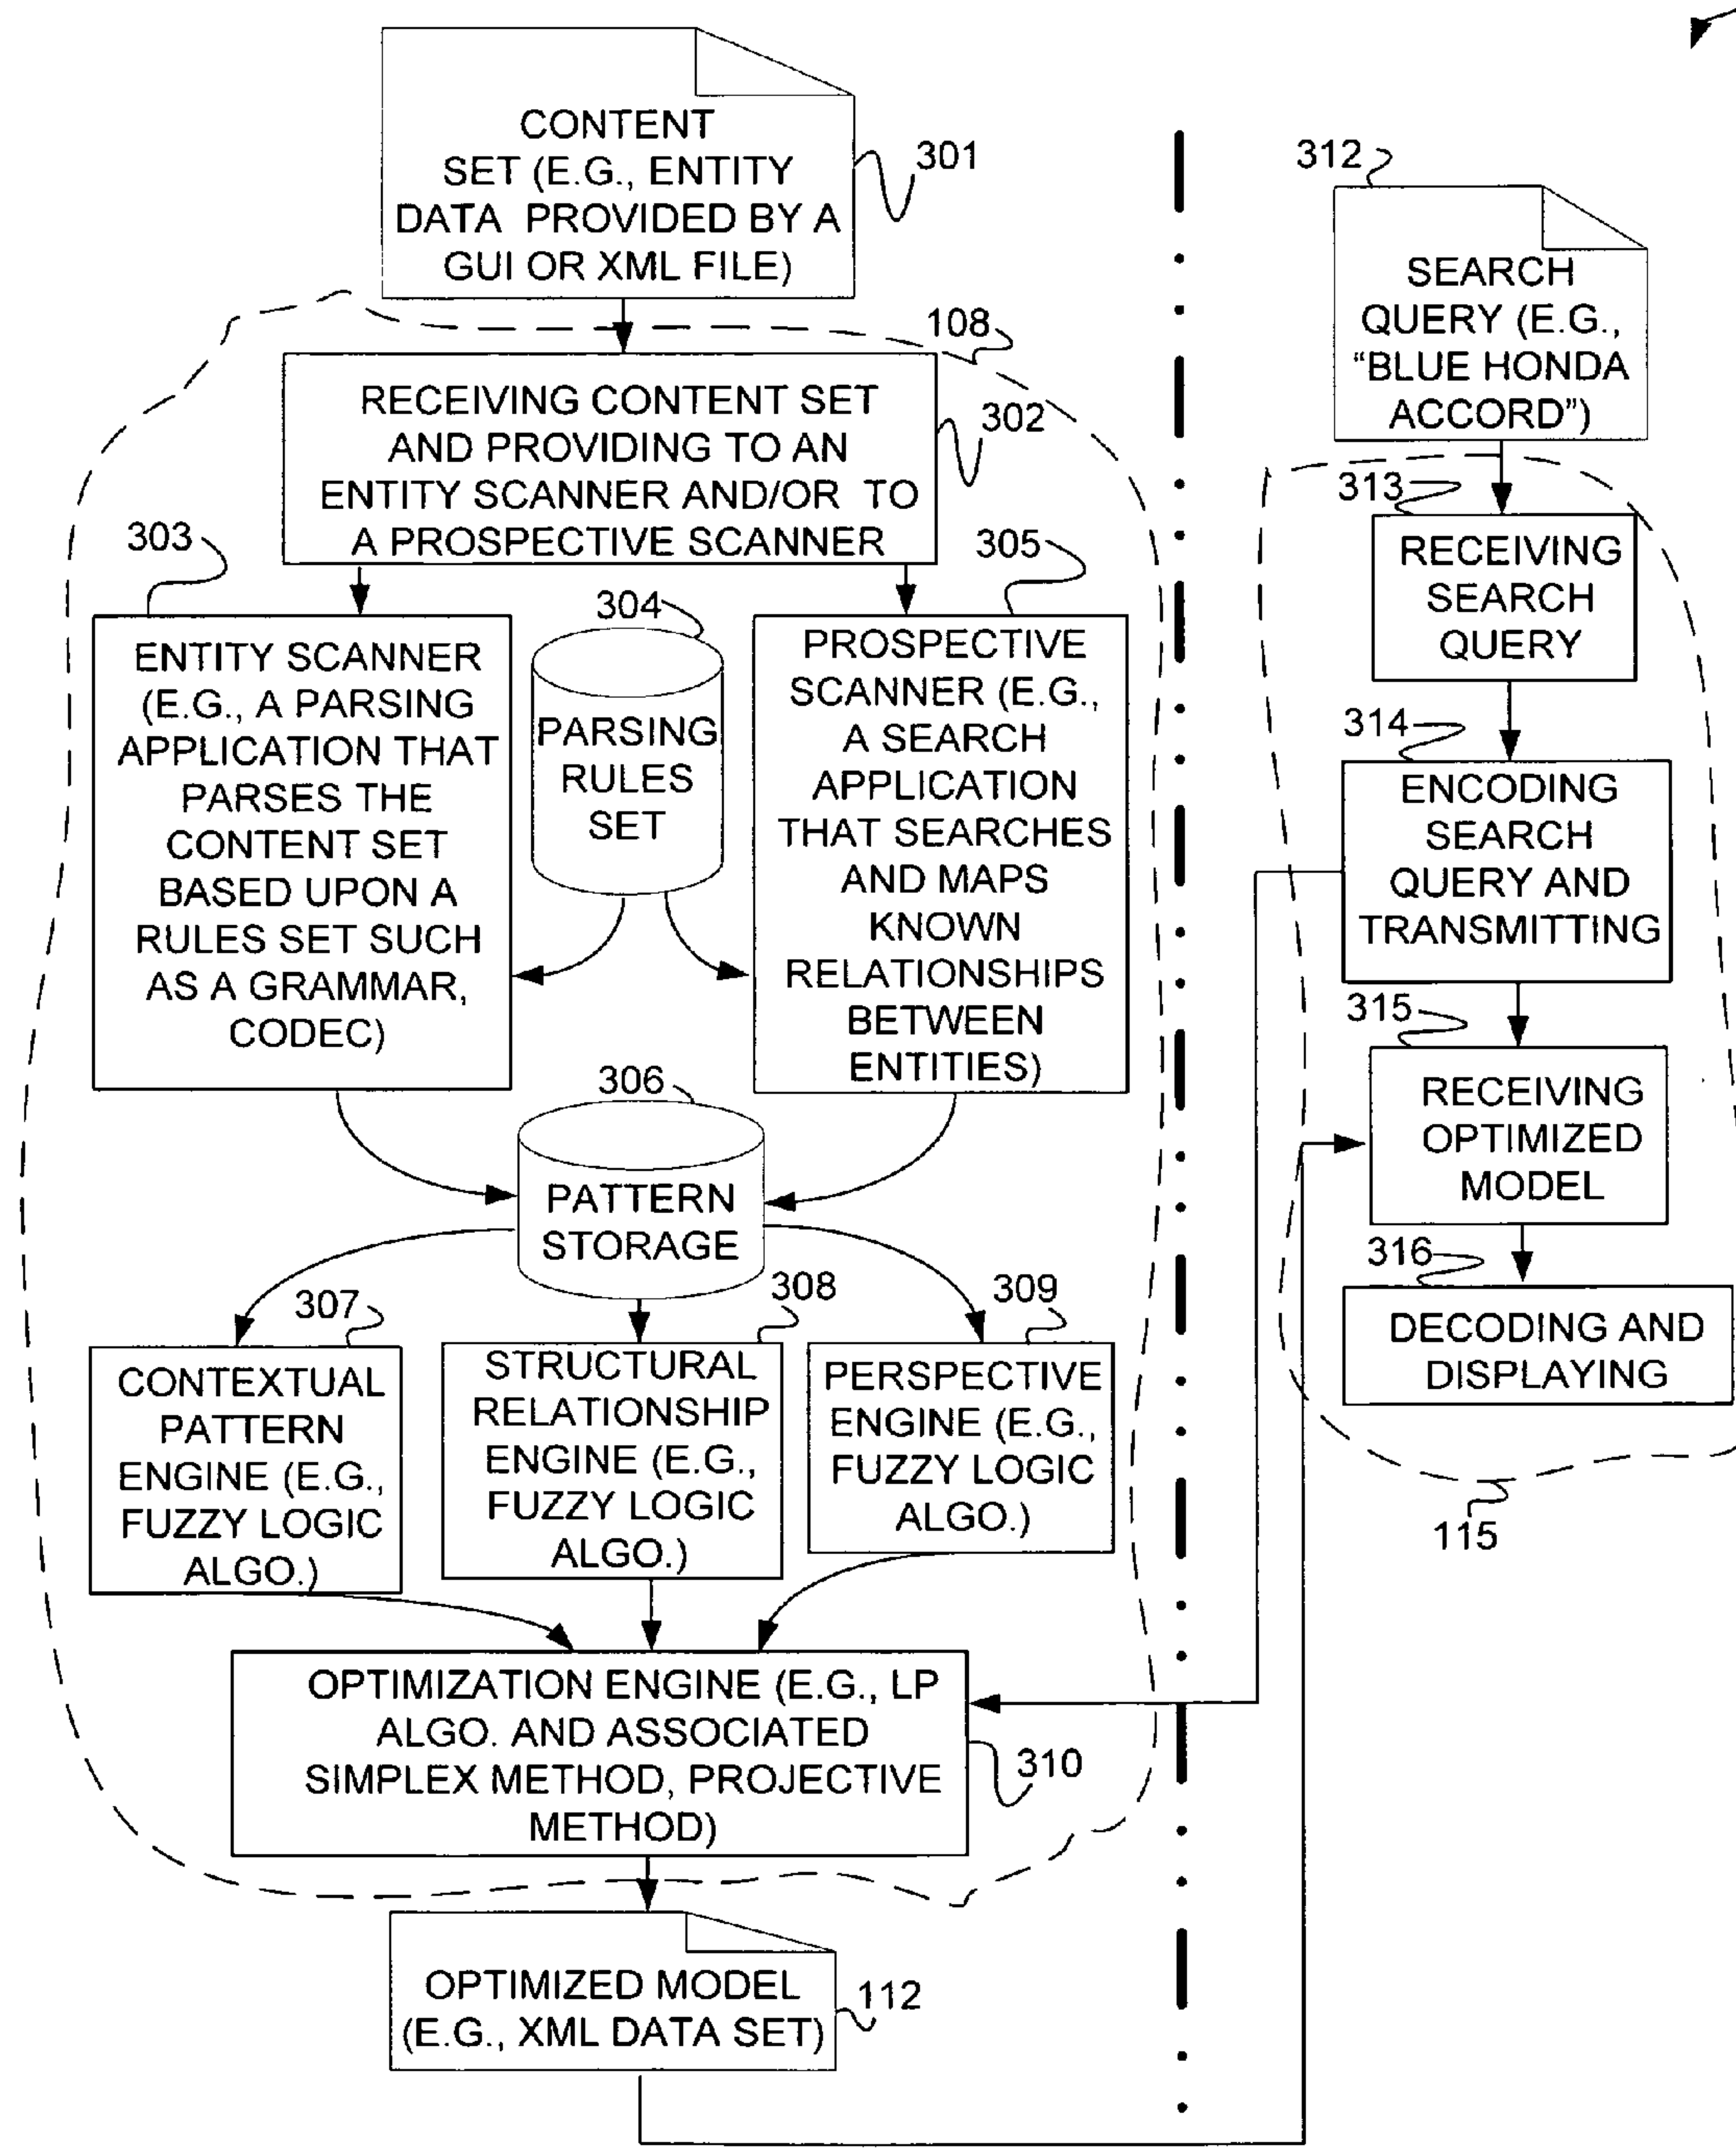 CONTENT
SET (E.G., ENTITY
DATA PROVIDED BY A
GUI OR XML FILE)
301
108
RECEIVING CONTENT SET
AND PROVIDING TO AN
ENTITY SCANNER AND/OR TO
A PROSPECTIVE SCANNER
302
303
ENTITY SCANNER
(E.G., A PARSING
APPLICATION THAT
PARSES THE
CONTENT SET
BASED UPON A
RULES SET SUCH
AS A GRAMMAR,
CODEC)
304
PARSING
RULES
SET
305
PROSPECTIVE
SCANNER (E.G.,
A SEARCH
APPLICATION
THAT SEARCHES
AND MAPS
KNOWN
RELATIONSHIPS
BETWEEN
ENTITIES)
306
PATTERN
STORAGE
307
CONTEXTUAL
PATTERN
ENGINE (E.G.,
FUZZY LOGIC
ALGO.)
308
STRUCTURAL
RELATIONSHIP
ENGINE (E.G.,
FUZZY LOGIC
ALGO.)
309
PERSPECTIVE
ENGINE (E.G.,
FUZZY LOGIC
ALGO.)
OPTIMIZATION ENGINE (E.G., LP
ALGO. AND ASSOCIATED
SIMPLEX METHOD, PROJECTIVE
METHOD)
310
OPTIMIZED MODEL
(E.G., XML DATA SET)
112
312
SEARCH
QUERY (E.G.,
“BLUE HONDA
ACCORD”)
313
RECEIVING
SEARCH
QUERY
314
ENCODING
SEARCH
QUERY AND
TRANSMITTING
315
RECEIVING
OPTIMIZED
MODEL
316
DECODING AND
DISPLAYING
115